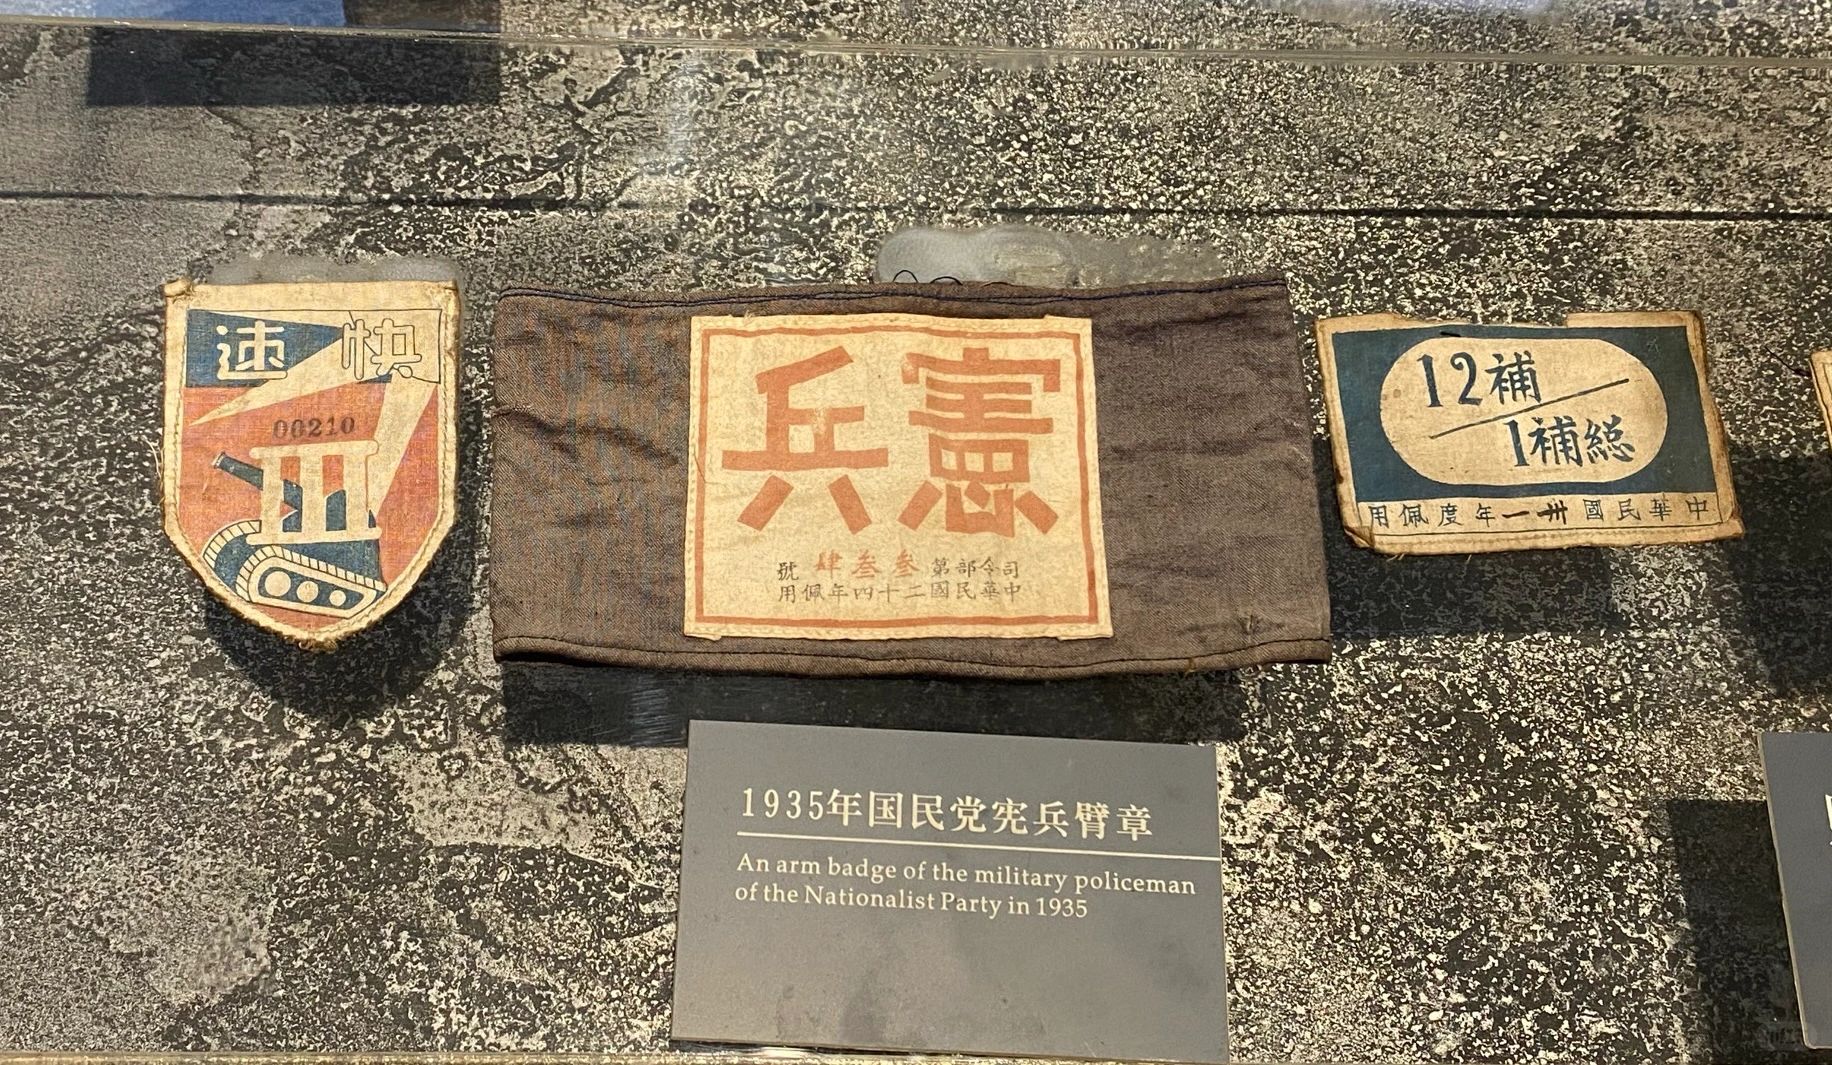 快速
00210
III
憲兵
司令部第叁叁肆號
中華民國二十四年佩用
補12
総補1
中華民國卅一年度佩用
1935年国民党宪兵臂章
An arm badge of the military policeman
of the Nationalist Party in 1935